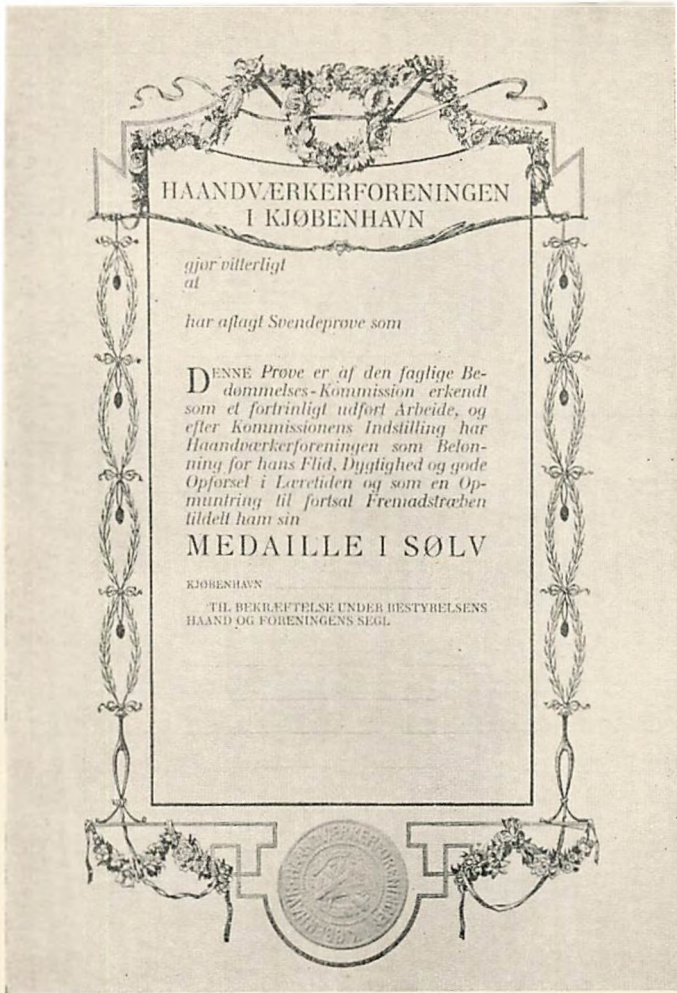 HAANDVÆRKERFORENINGEN
I KJØBENHAVN
gjør vitterligt
at
har aflagt Svendeprøve som
DENNE Prøve er af den faglige Be-
dømmelses-Kommission erkendt
som et fortrinligt udført Arbeide, og
efter Kommissionens Indstilling har
Haandværkerforeningen som Beløn-
ning for hans Flid, Dygtighed og gode
Opførsel i Læretiden og som en Op-
muntring til fortsat Fremadstræben
tildelt ham sin
MEDAILLE I SØLV
KJØBENHAVN
TIL BEKRÆFTELSE UNDER BESTYRELSENS
HAAND OG FORENINGENS SEGL